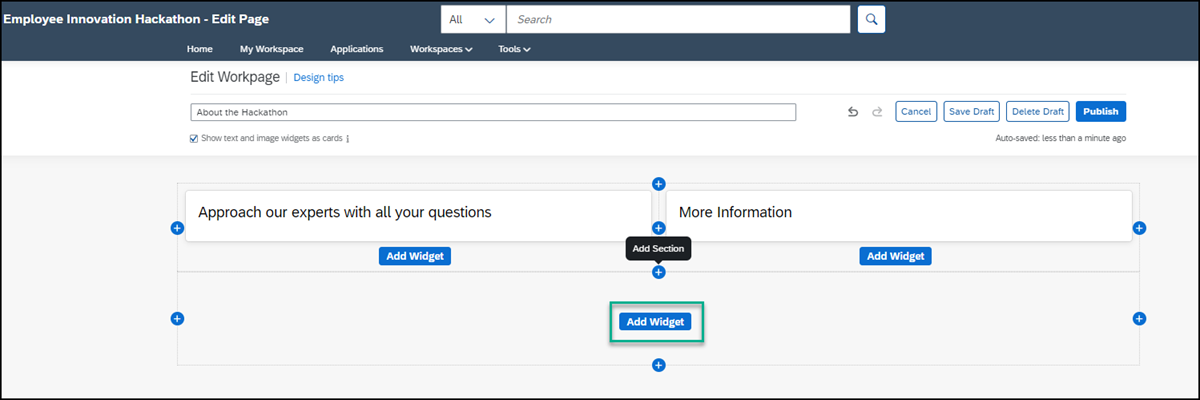 Employee Innovation Hackathon - Edit Page
All
Search
Home My Workspace Applications Workspaces Tools
Edit Workpage | Design tips
About the Hackathon
Cancel Save Draft Delete Draft Publish
Show text and image widgets as cards i
Auto-saved: less than a minute ago
Approach our experts with all your questions
More Information
Add Widget
Add Section
Add Widget
Add Widget